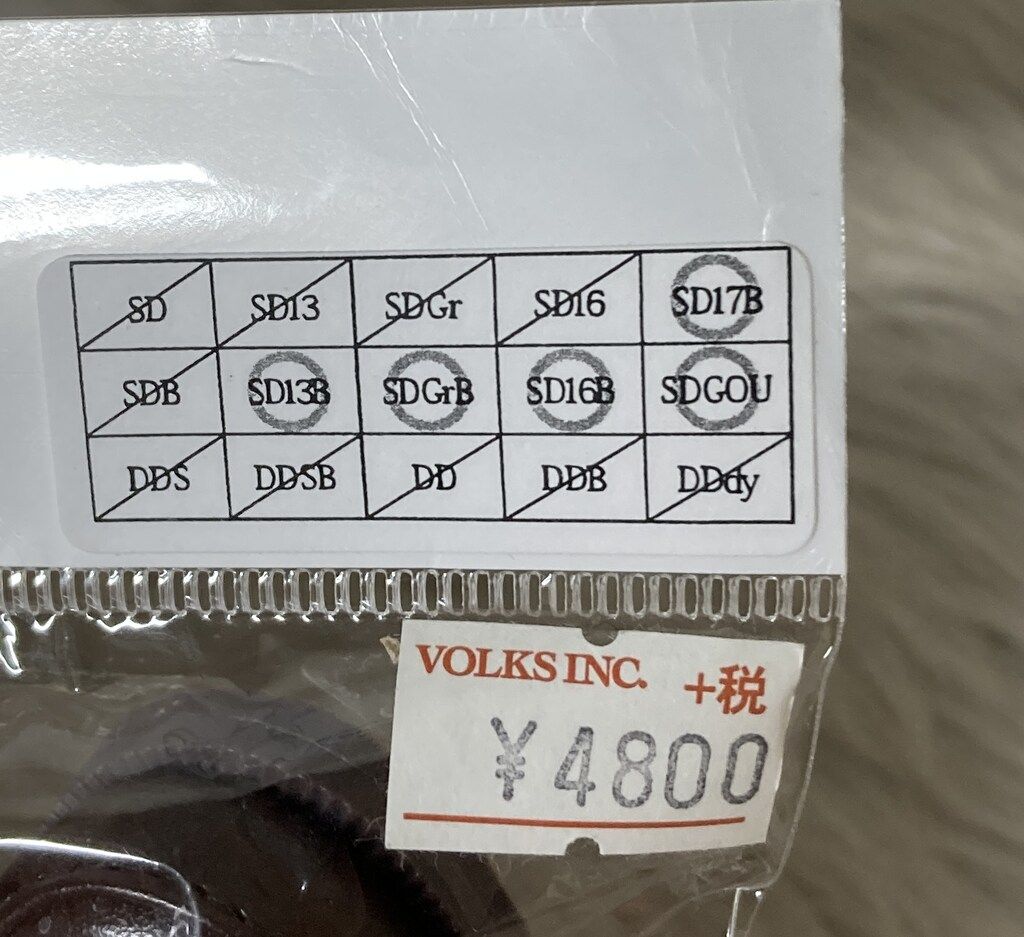 SD SD13 SDGr SD16 SD17B
SDB SD13B SDGrB SD16B SDGOU
DDS DDSB DD DDB DDdy
VOLKS INC. +税
¥4800